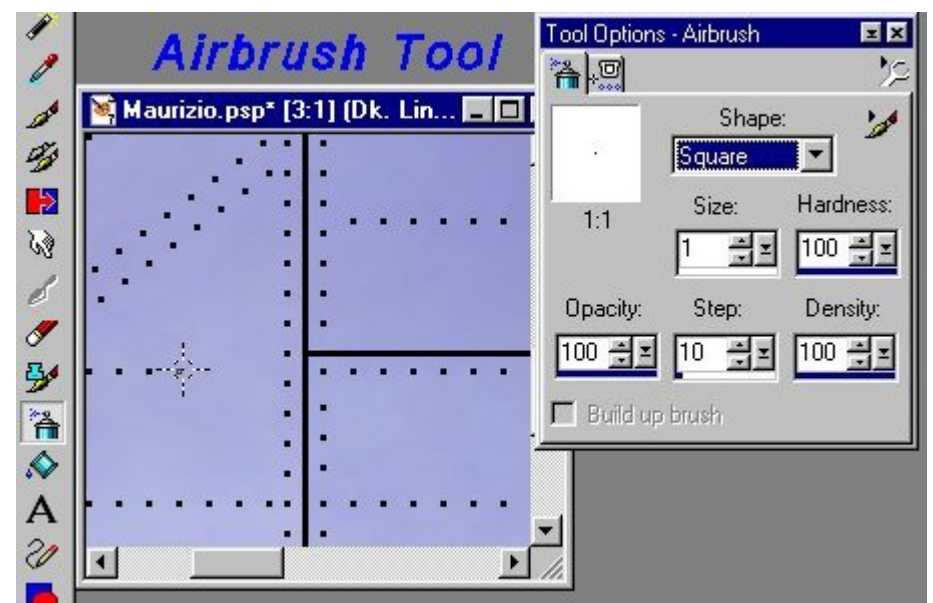 Airbrush Tool
Maurizio.psp* [3:1] (Dk. Lin...
Tool Options - Airbrush
Shape:
Square
1:1
Size:
Hardness:
1
100
Opacity:
Step:
Density:
100
10
100
Build up brush
A